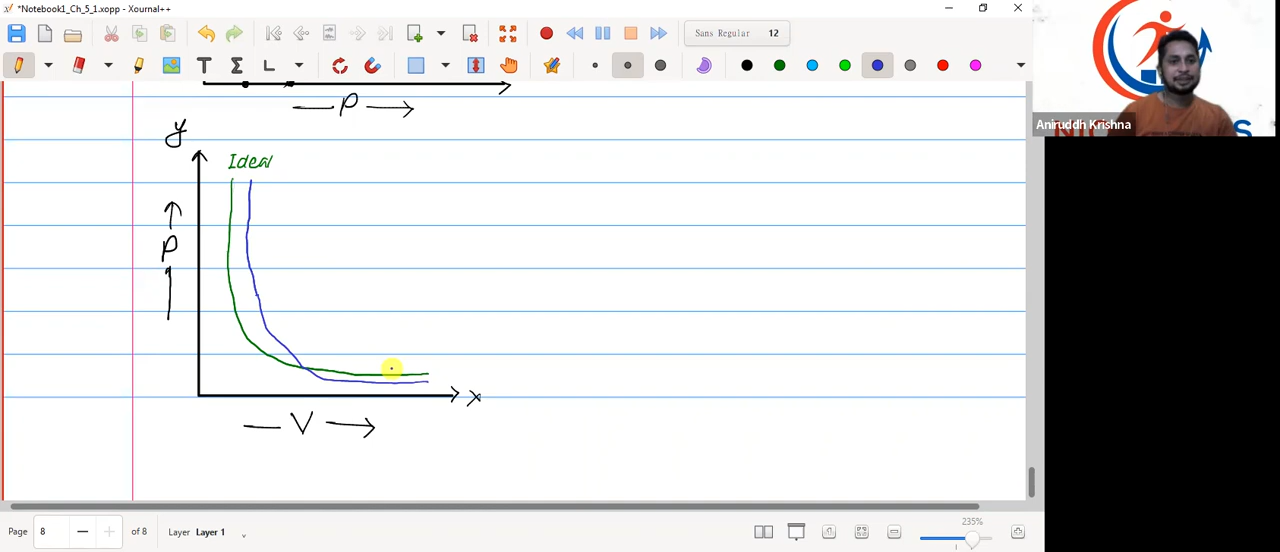 *Notebook1_Ch_5_1.xopp - Xournal++
Sans Regular 12
P
y
Ideal
P
x
V
Aniruddh Krishna
S
Page 8 of 8 Layer Layer 1
235%